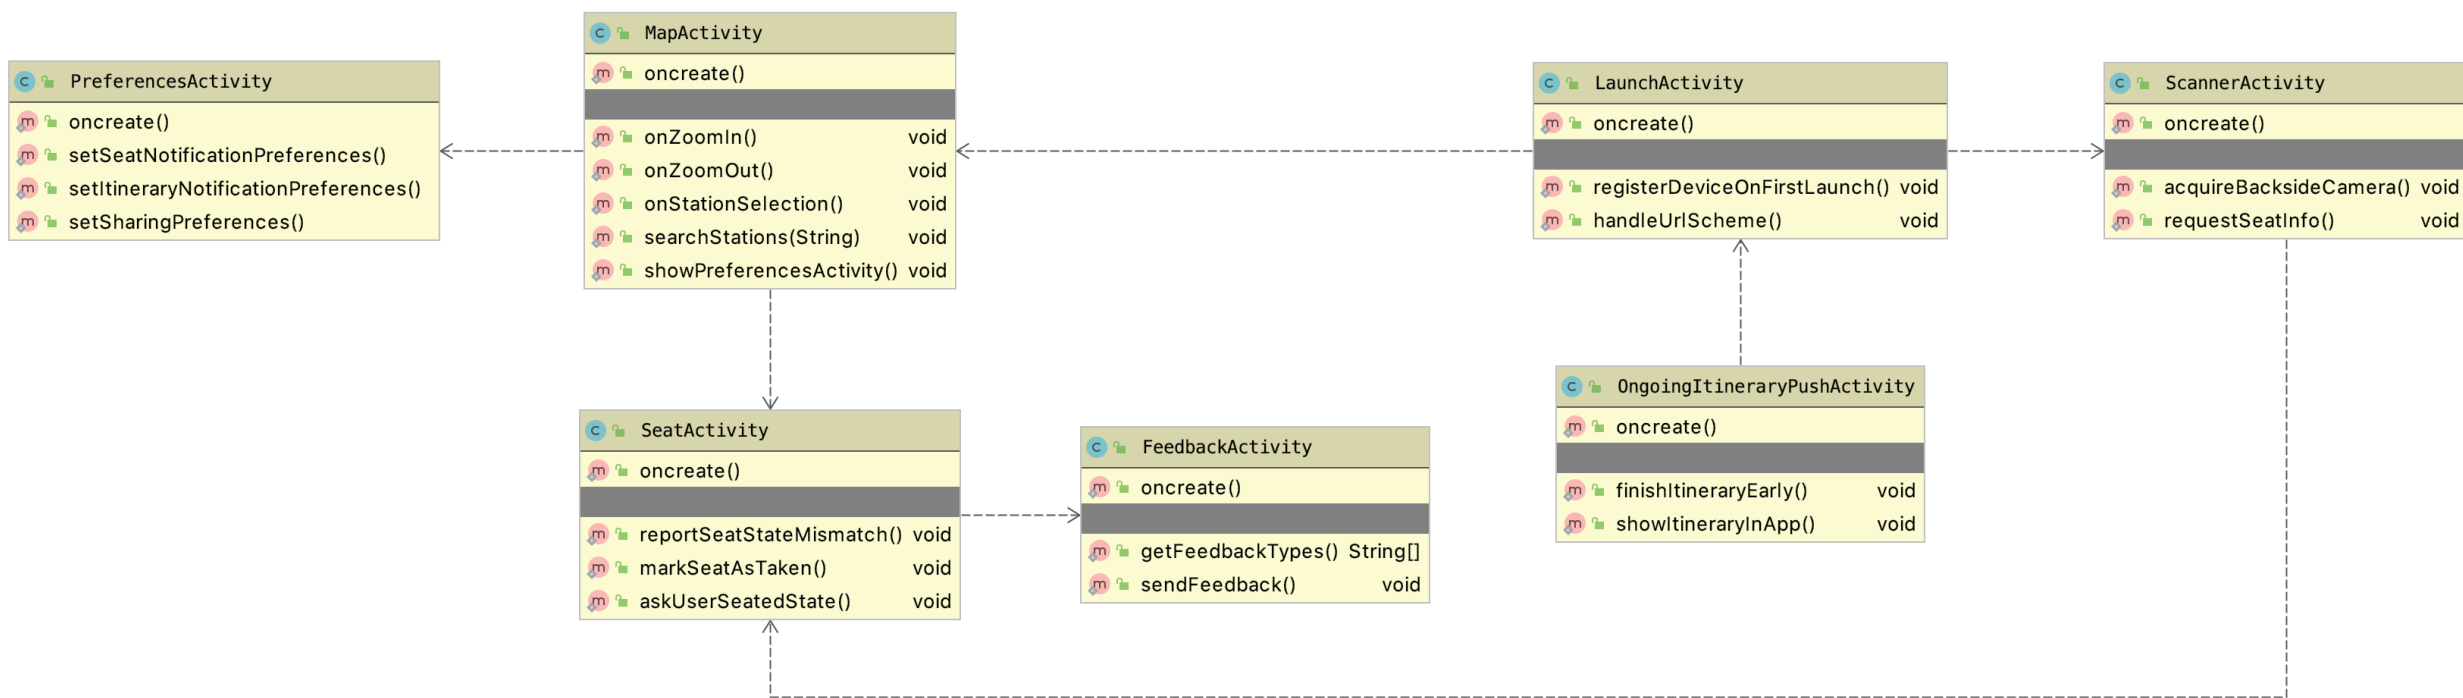 PreferencesActivity
oncreate()
setSeatNotificationPreferences()
setItineraryNotificationPreferences()
setSharingPreferences()
MapActivity
oncreate()
onZoomIn() void
onZoomOut() void
onStationSelection() void
searchStations(String) void
showPreferencesActivity() void
LaunchActivity
oncreate()
registerDeviceOnFirstLaunch() void
handleUrlScheme() void
ScannerActivity
oncreate()
acquireBacksideCamera() void
requestSeatInfo() void
SeatActivity
oncreate()
reportSeatStateMismatch() void
markSeatAsTaken() void
askUserSeatedState() void
FeedbackActivity
oncreate()
getFeedbackTypes() String[]
sendFeedback() void
OngoingItineraryPushActivity
oncreate()
finishItineraryEarly() void
showItineraryInApp() void